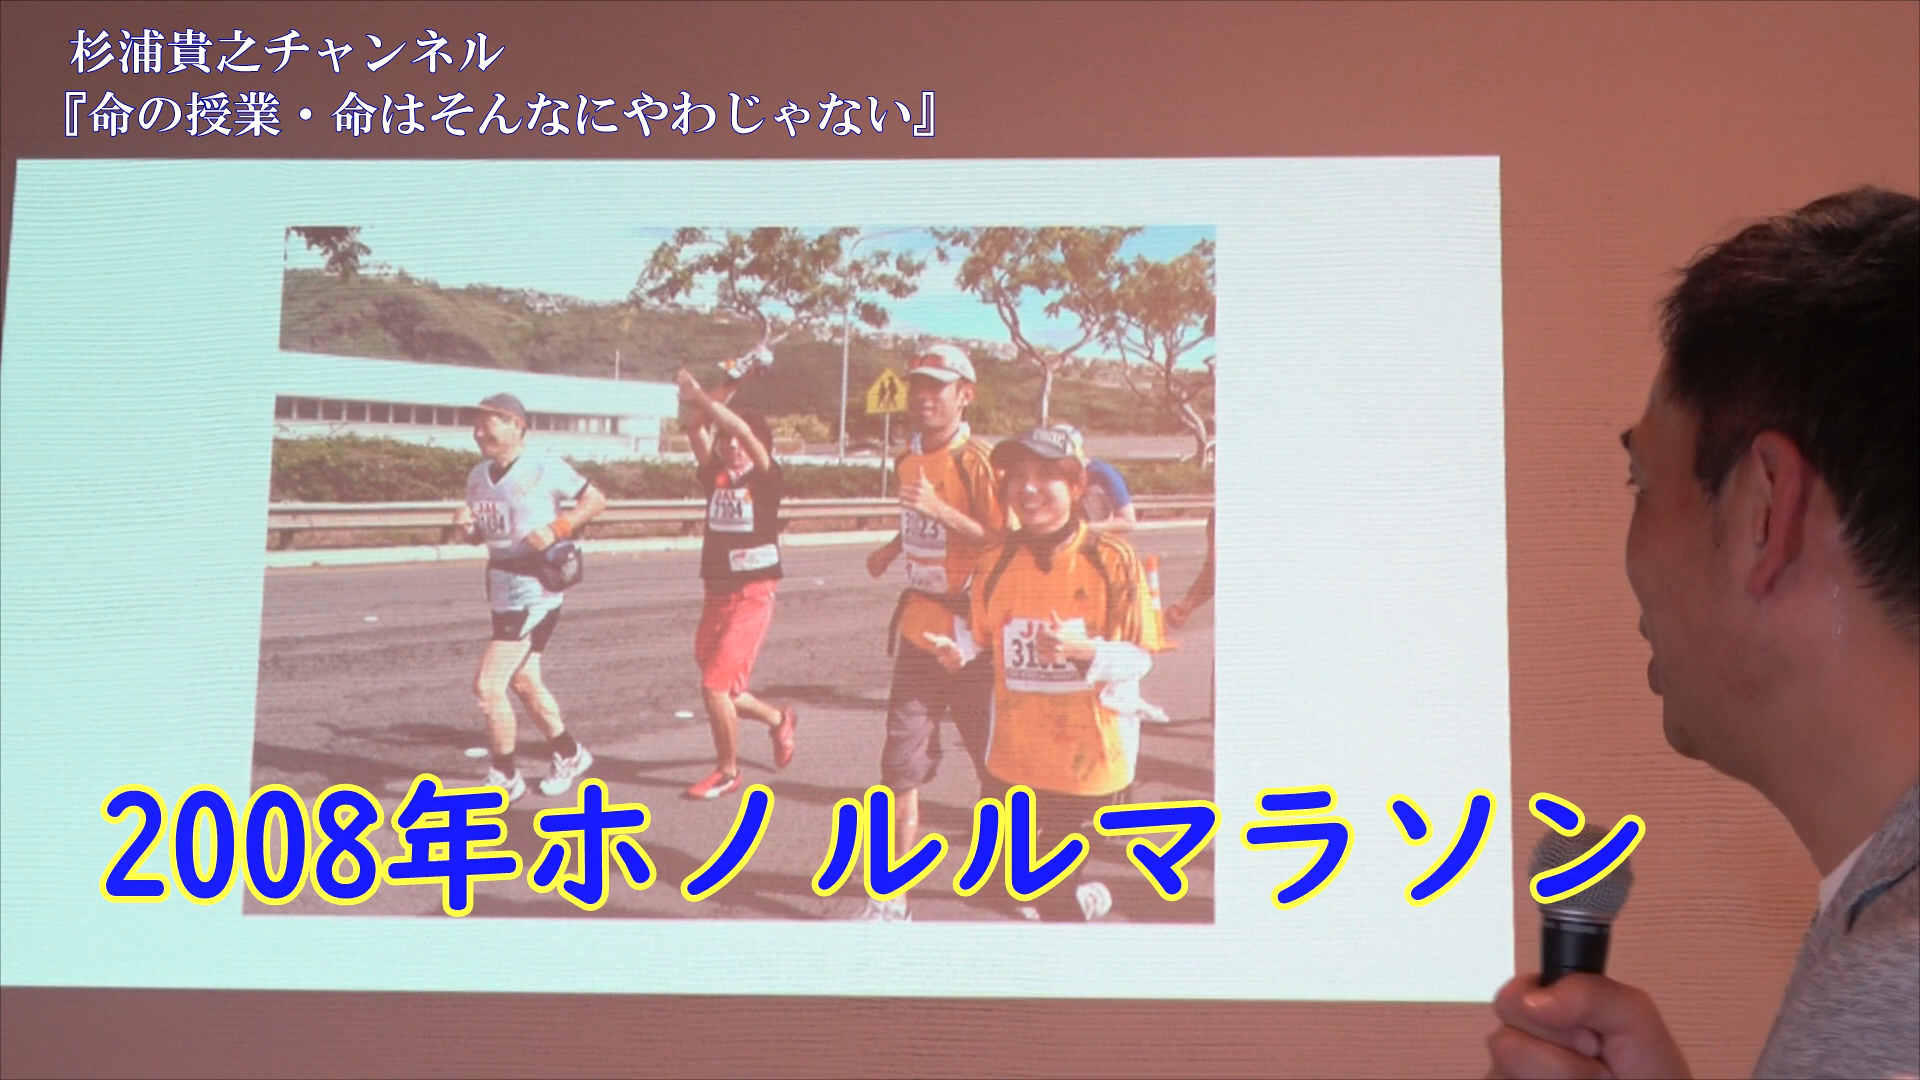 杉浦貴之チャンネル
『命の授業・命はそんなにやわじゃない』
2008年ホノルルマラソン